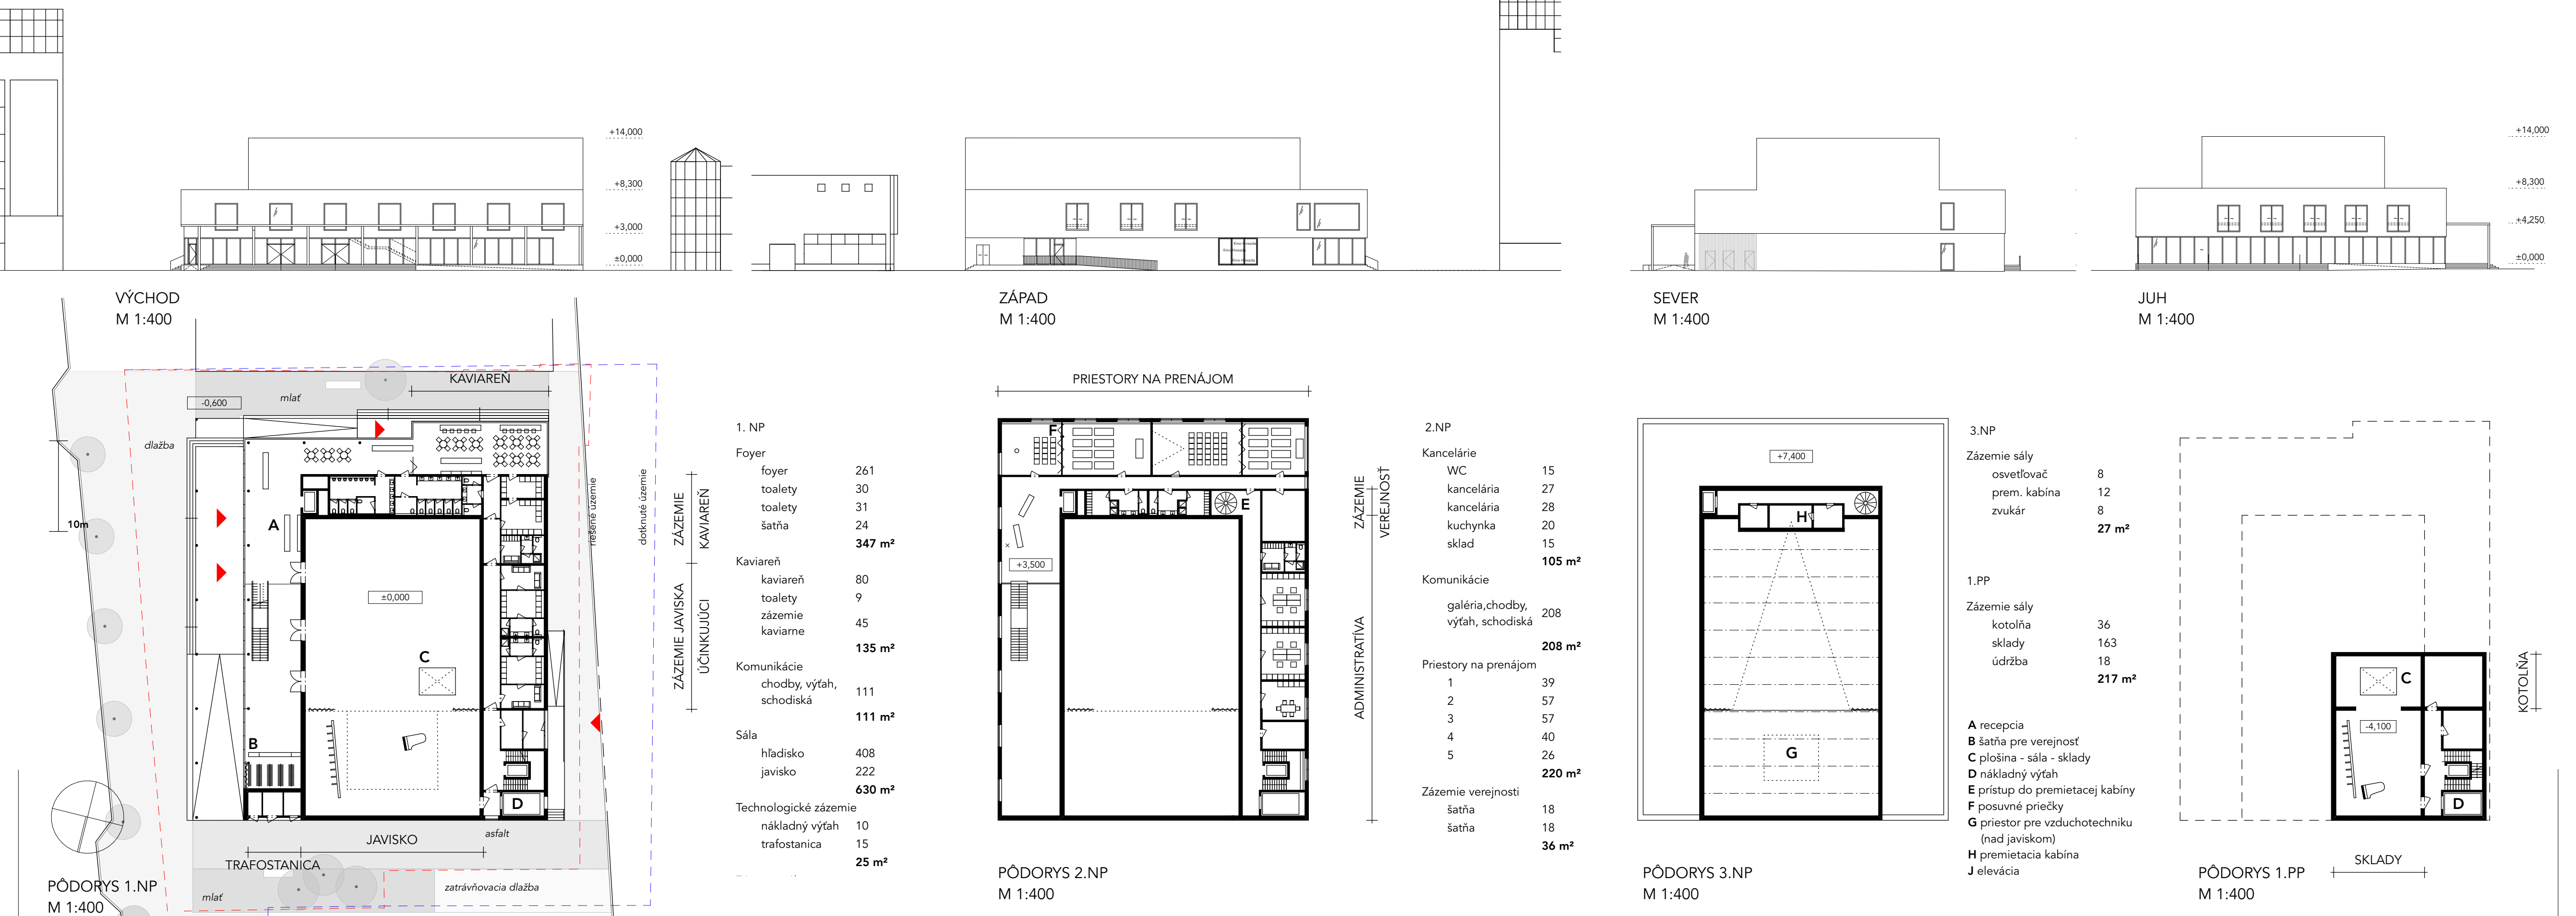 +14,000
+8,300
+3,000
±0,000
VÝCHOD
M 1:400
ZÁPAD
M 1:400
SEVER
M 1:400
+14,000
+8,300
+4,250
±0,000
JUH
M 1:400
KAVIAREŇ
-0,600
mlať
dlažba
10m
A
±0,000
C
B
D
riešené územie
dotknuté územie
ZÁZEMIE
KAVIAREŇ
ZÁZEMIE JAVISKA
ÚČINKUJÚCI
asfalt
JAVISKO
TRAFOSTANICA
mlať
zatrávňovacia dlažba
PÔDORYS 1.NP
M 1:400
1. NP
Foyer
foyer 261
toalety 30
toalety 31
šatňa 24
347 m²
Kaviareň
kaviareň 80
toalety 9
zázemie
kaviarne 45
135 m²
Komunikácie
chodby, výťah,
schodiská 111
111 m²
Sála
hľadisko 408
javisko 222
630 m²
Technologické zázemie
nákladný výťah 10
trafostanica 15
25 m²
PRIESTORY NA PRENÁJOM
F
E
+3,500
ZÁZEMIE
VEREJNOSŤ
ADMINISTRATÍVA
PÔDORYS 2.NP
M 1:400
2.NP
Kancelárie
WC 15
kancelária 27
kancelária 28
kuchynka 20
sklad 15
105 m²
Komunikácie
galéria,chodby,
výťah, schodiská 208
208 m²
Priestory na prenájom
1 39
2 57
3 57
4 40
5 26
220 m²
Zázemie verejnosti
šatňa 18
šatňa 18
36 m²
+7,400
H
G
PÔDORYS 3.NP
M 1:400
3.NP
Zázemie sály
osvetľovač 8
prem. kabína 12
zvukár 8
27 m²
1.PP
Zázemie sály
kotolňa 36
sklady 163
údržba 18
217 m²
A recepcia
B šatňa pre verejnosť
C plošina - sála - sklady
D nákladný výťah
E prístup do premietacej kabíny
F posuvné priečky
G priestor pre vzduchotechniku
(nad javiskom)
H premietacia kabína
J elevácia
C
-4,100
D
KOTOLŇA
SKLADY
PÔDORYS 1.PP
M 1:400